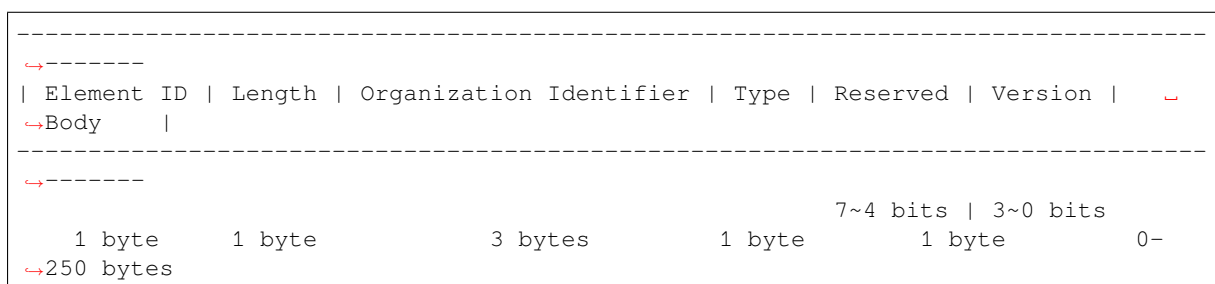 ------------------------------------------------------------------------------------
↪-------
| Element ID | Length | Organization Identifier | Type | Reserved | Version |   ␣
↪Body    |
------------------------------------------------------------------------------------
↪-------
                                                          7~4 bits | 3~0 bits
    1 byte     1 byte            3 bytes         1 byte        1 byte         0-
↪250 bytes